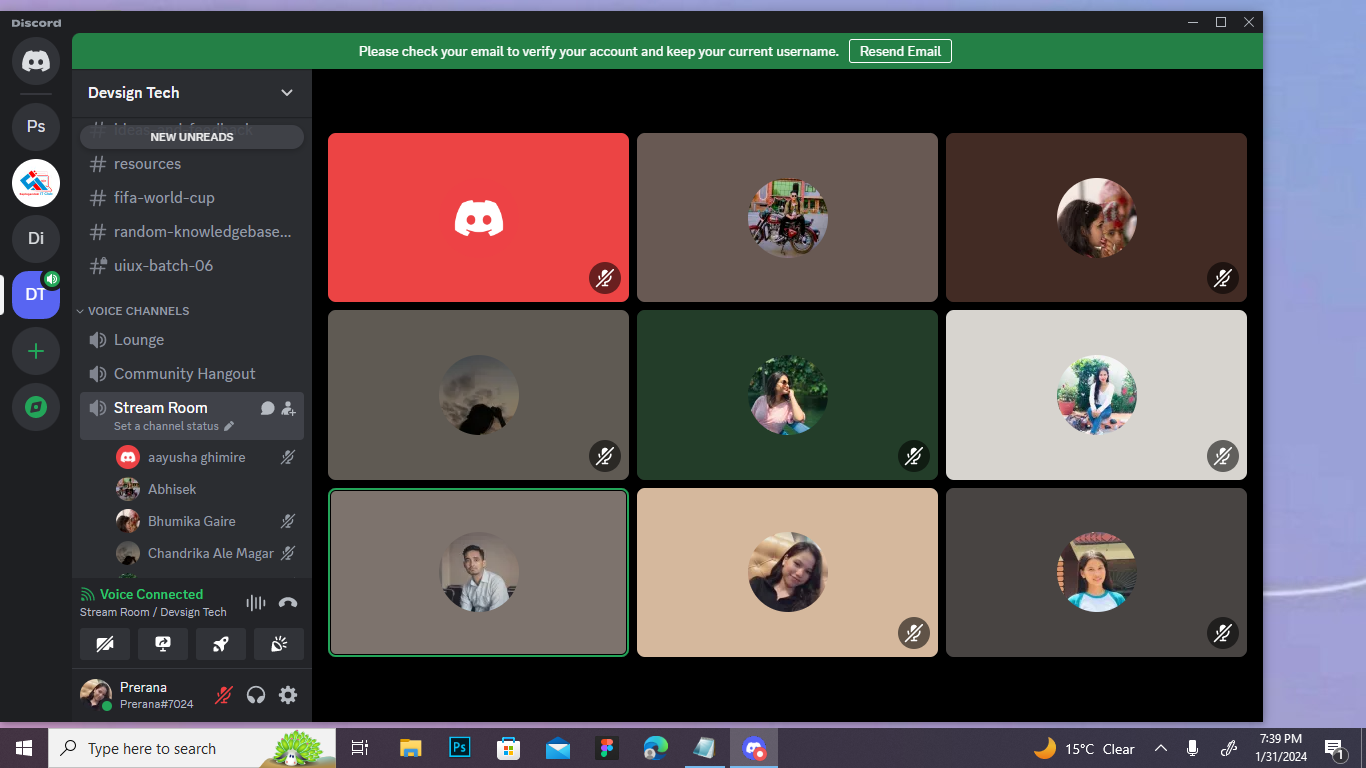 Discord
Please check your email to verify your account and keep your current username.
Resend Email
Devsign Tech
NEW UNREADS
resources
fifa-world-cup
random-knowledgebase...
uiux-batch-06
VOICE CHANNELS
Lounge
Community Hangout
Stream Room
Set a channel status
aayusha ghimire
Abhisek
Bhumika Gaire
Chandrika Ale Magar
Voice Connected
Stream Room / Devsign Tech
Prerana
Prerana#7024
Ps
Di
DT
Type here to search
Ps
15°C Clear
7:39 PM
1/31/2024
1